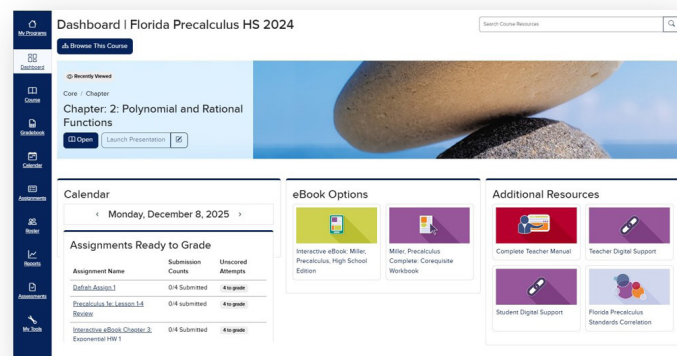 My Programs
Dashboard
Course
Gradebook
Calendar
Assignments
Roster
Reports
Assessments
My Tools
Dashboard | Florida Precalculus HS 2024
Search Course Resources
Browse This Course
Recently Viewed
Core / Chapter
Chapter: 2: Polynomial and Rational
Functions
Open
Launch Presentation
Calendar
Monday, December 8, 2025
Assignments Ready to Grade
Submission Unscored
Assignment Name Counts Attempts
Dafiah Assign 1 0/4 Submitted 4 to grade
Precalculus 1e: Lesson 1-4 0/4 submitted 4 to grade
Review
Interactive eBook Chapter 3: 0/4 Submitted 4 to grade
Exponential HW 1
eBook Options
Interactive eBook: Miller,
Precalculus, High School
Edition
Miller, Precalculus
Complete: Corequisite
Workbook
Additional Resources
Complete Teacher Manual
Teacher Digital Support
Student Digital Support
Florida Precalculus
Standards Correlation